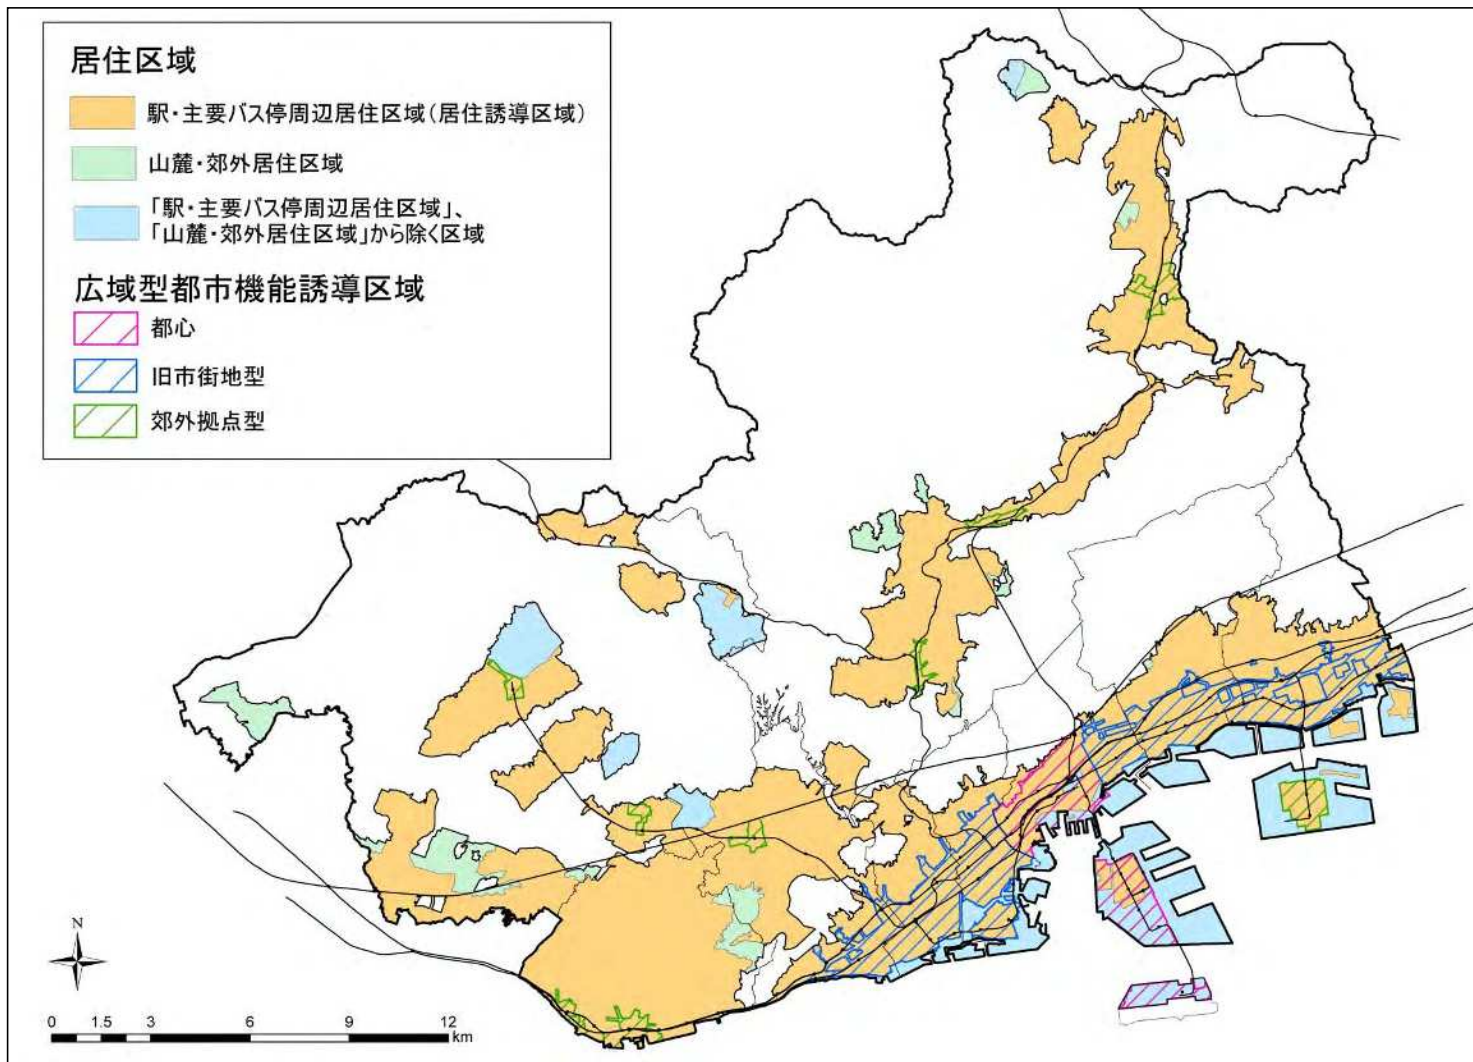 居住区域
駅・主要バス停周辺居住区域(居住誘導区域)
山麓・郊外居住区域
「駅・主要バス停周辺居住区域」、
「山麓・郊外居住区域」から除く区域
広域型都市機能誘導区域
都心
旧市街地型
郊外拠点型
N
0 1.5 3 6 9 12
km